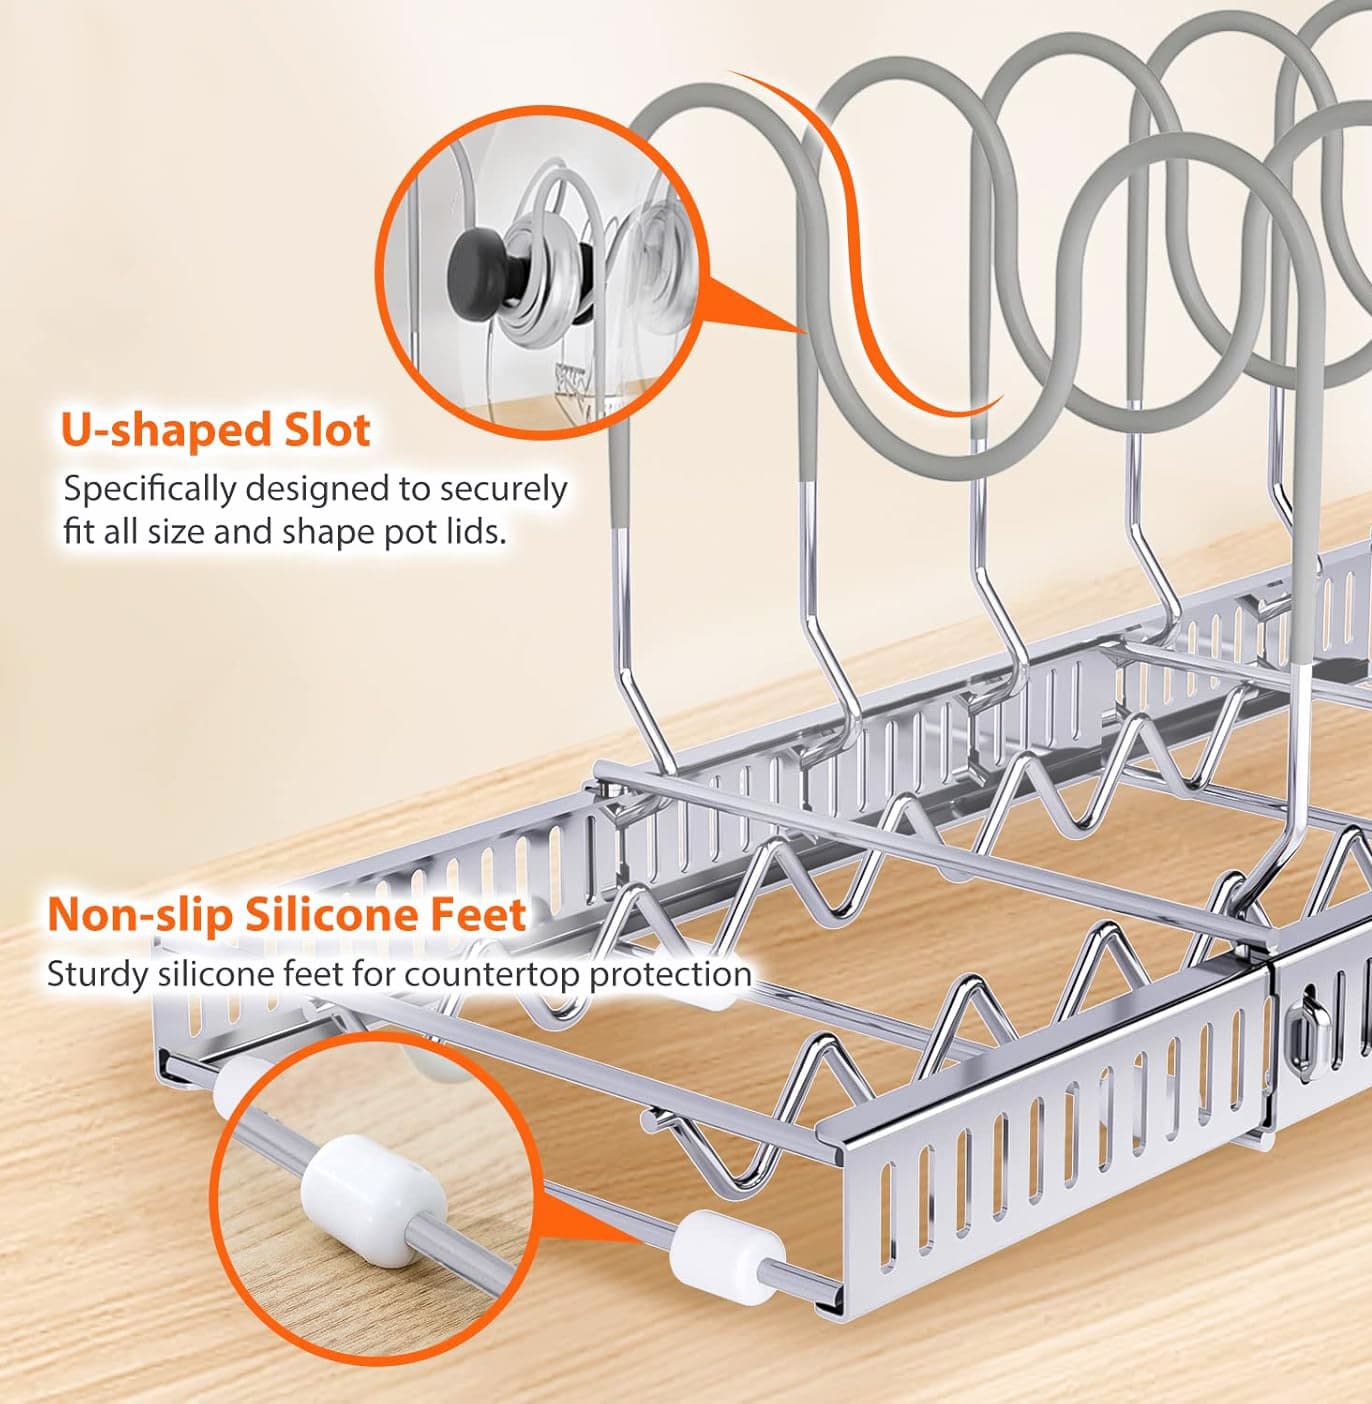 U-shaped Slot
Specifically designed to securely
fit all size and shape pot lids.
Non-slip Silicone Feet
Sturdy silicone feet for countertop protection